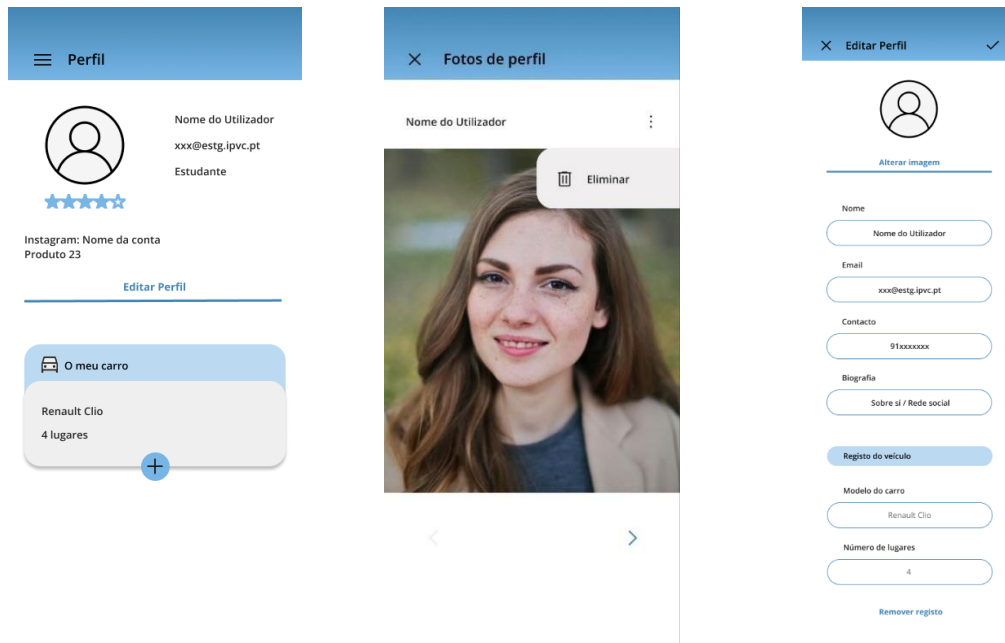 Perfil
Nome do Utilizador
xxx@estg.ipvc.pt
Estudante
Instagram: Nome da conta
Produto 23
Editar Perfil
O meu carro
Renault Clio
4 lugares
Fotos de perfil
Nome do Utilizador
Eliminar
Editar Perfil
Alterar imagem
Nome
Nome do Utilizador
Email
xxx@estg.ipvc.pt
Contacto
91xxxxxxx
Biografia
Sobre si / Rede social
Registo do veículo
Modelo do carro
Renault Clio
Número de lugares
4
Remover registo